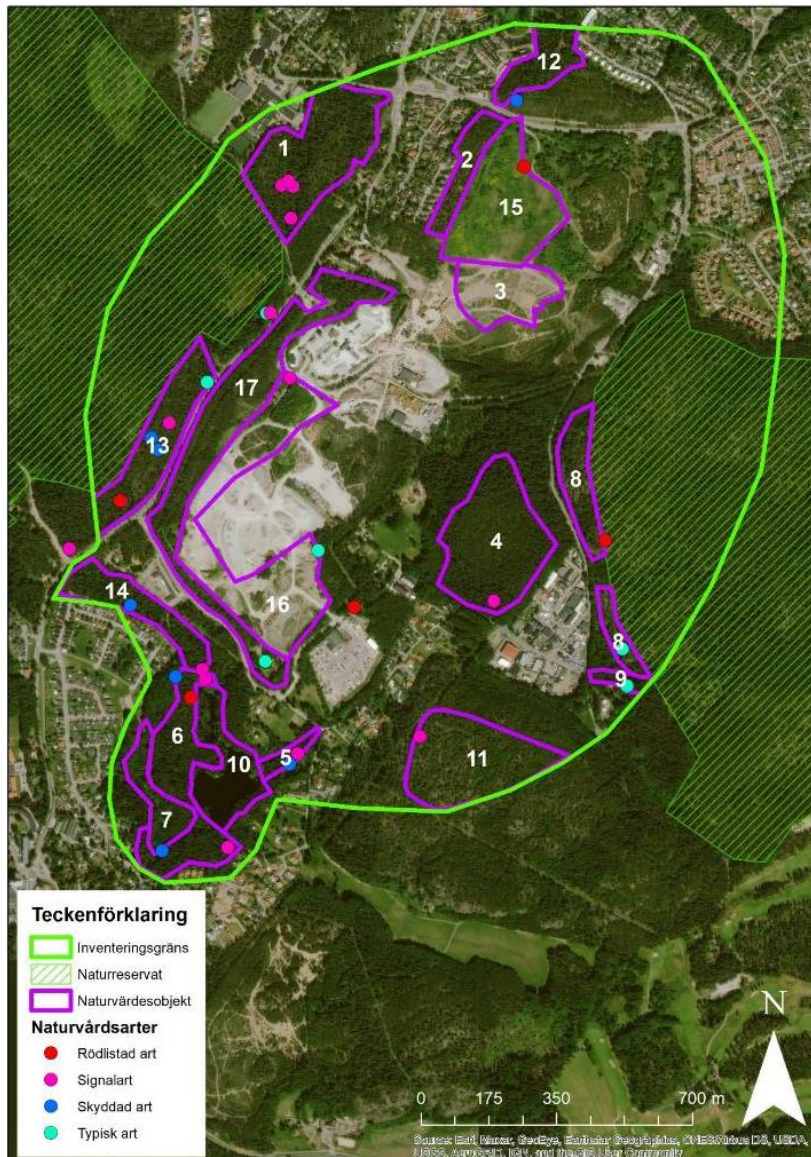 12
1
2
15
3
17
13
8
4
14
16
8
9
6
5
10
11
7
Teckenförklaring
Inventeringsgräns
Naturreservat
Naturvärdesobjekt
Naturvårdsarter
Rödlistad art
Signalart
Skyddad art
Typisk art
N
0 175 350 700 m
Source: Esri, Maxar, GeoEye, Earthstar Geographics, CNES/Airbus DS, USDA,
USGS, AeroGRID, IGN, and the GIS User Community